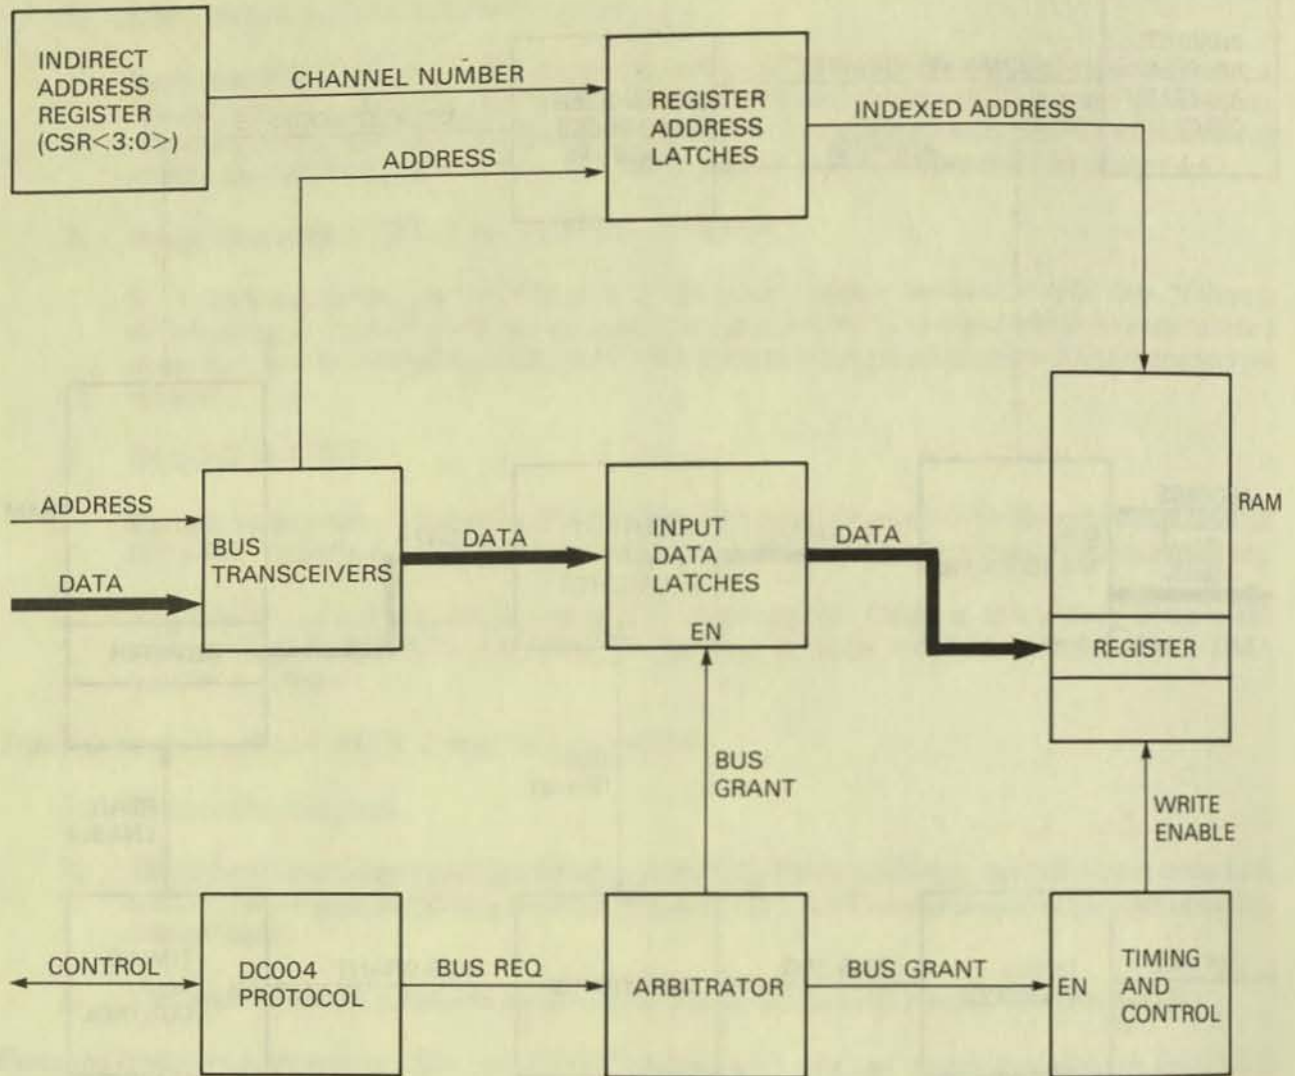 INDIRECT
ADDRESS
REGISTER
(CSR<3:0>)
CHANNEL NUMBER
ADDRESS
REGISTER
ADDRESS
LATCHES
INDEXED ADDRESS
ADDRESS
DATA
BUS
TRANSCEIVERS
DATA
INPUT
DATA
LATCHES
EN
DATA
RAM
REGISTER
BUS
GRANT
WRITE
ENABLE
CONTROL
DC004
PROTOCOL
BUS REQ
ARBITRATOR
BUS GRANT
EN
TIMING
AND
CONTROL